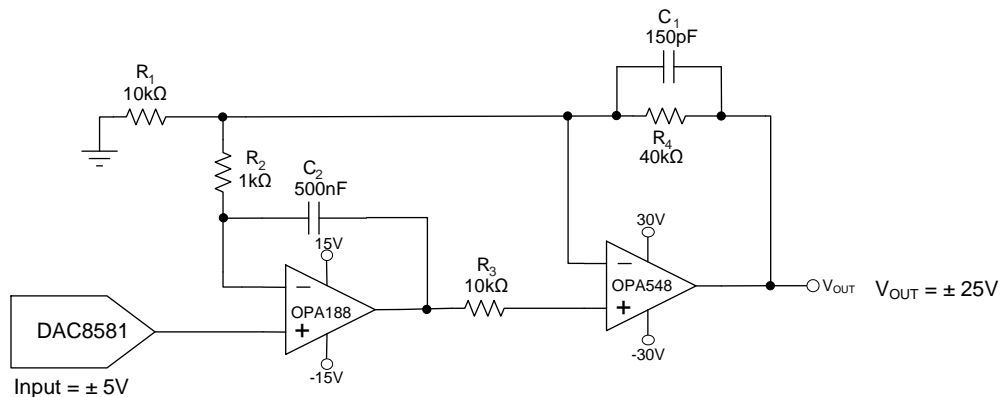 C1
150pF
R1
10kΩ
R4
40kΩ
R2
1kΩ
C2
500nF
15V
30V
R3
10kΩ
−
OPA188
+
−
OPA548
+
VOUT
VOUT = ± 25V
DAC8581
-15V
-30V
Input = ± 5V